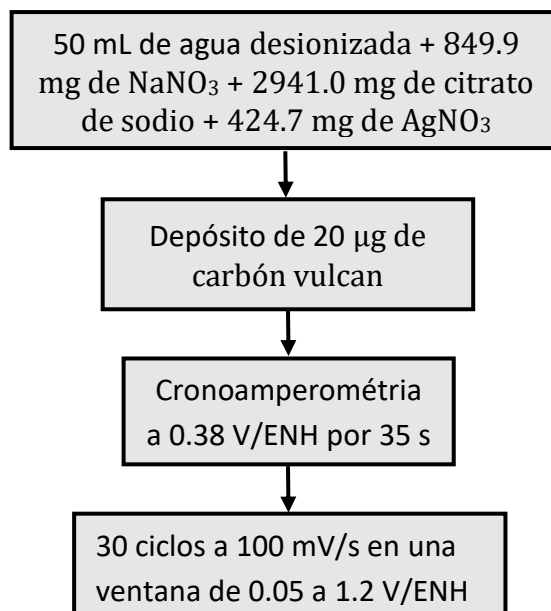 50 mL de agua desionizada + 849.9
mg de NaNO₃ + 2941.0 mg de citrato
de sodio + 424.7 mg de AgNO₃
Depósito de 20 µg de
carbón vulcan
Cronoamperométria
a 0.38 V/ENH por 35 s
30 ciclos a 100 mV/s en una
ventana de 0.05 a 1.2 V/ENH